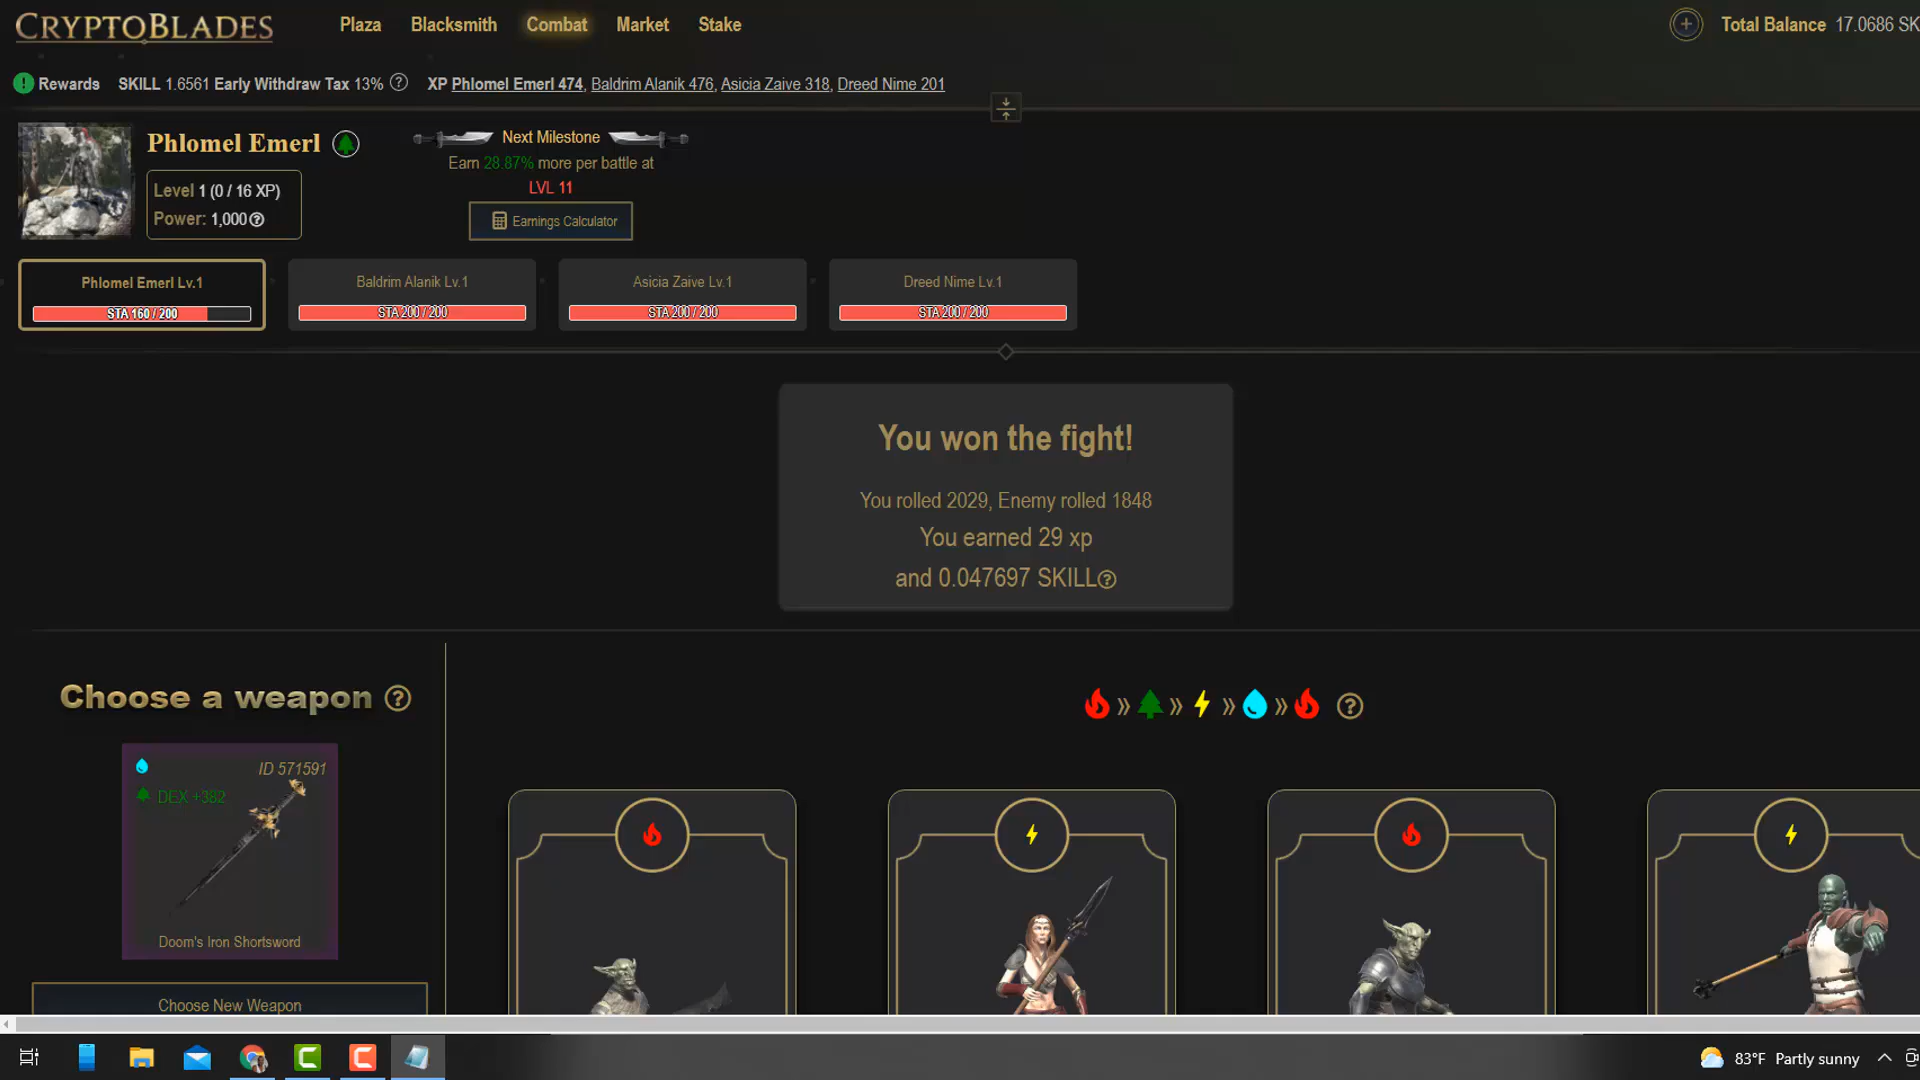 CRYPTOBLADES
Plaza
Blacksmith
Combat
Market
Stake
Total Balance 17.0686 SK
Rewards SKILL 1.6561 Early Withdraw Tax 13% XP Phlomel Emerl 474, Baldrim Alanik 476, Asicia Zaive 318, Dreed Nime 201
Phlomel Emerl
Level 1 (0 / 16 XP)
Power: 1,000
Next Milestone
Earn 28.87% more per battle at
LVL 11
Earnings Calculator
Phlomel Emerl Lv.1
STA 160 / 200
Baldrim Alanik Lv.1
STA 200 / 200
Asicia Zaive Lv.1
STA 200 / 200
Dreed Nime Lv.1
STA 200 / 200
You won the fight!
You rolled 2029, Enemy rolled 1848
You earned 29 xp
and 0.047697 SKILL
Choose a weapon
ID 571591
DEX +382
Doom's Iron Shortsword
Choose New Weapon
83°F Partly sunny